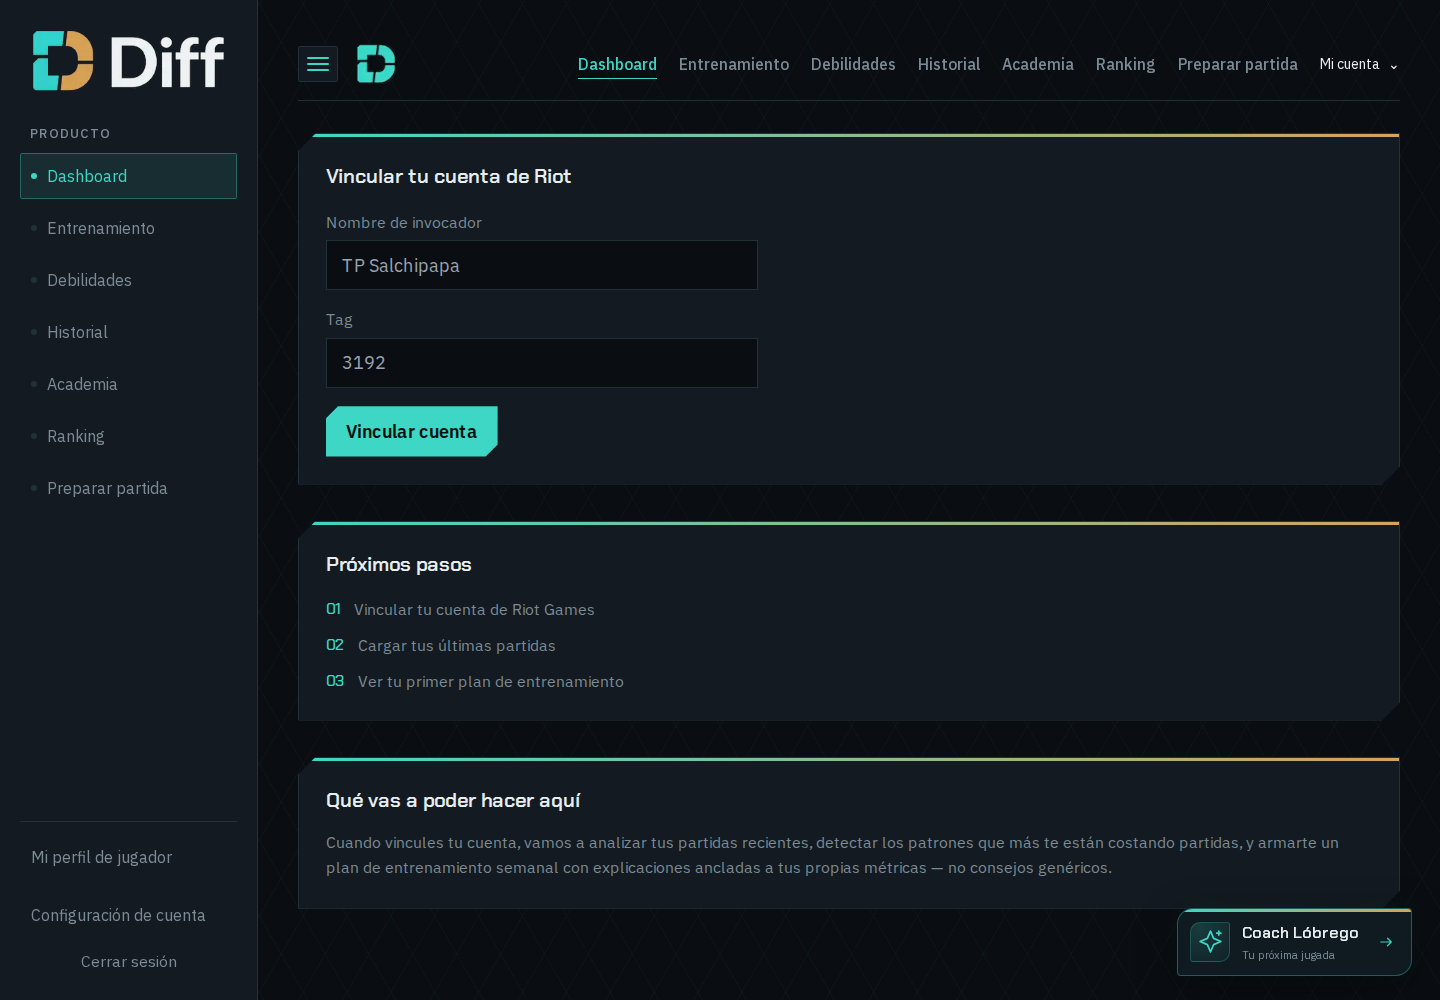 Diff
PRODUCTO
Dashboard
Entrenamiento
Debilidades
Historial
Academia
Ranking
Preparar partida
Mi perfil de jugador
Configuración de cuenta
Cerrar sesión
Dashboard Entrenamiento Debilidades Historial Academia Ranking Preparar partida Mi cuenta
Vincular tu cuenta de Riot
Nombre de invocador
TP Salchipapa
Tag
3192
Vincular cuenta
Próximos pasos
01 Vincular tu cuenta de Riot Games
02 Cargar tus últimas partidas
03 Ver tu primer plan de entrenamiento
Qué vas a poder hacer aquí
Cuando vincules tu cuenta, vamos a analizar tus partidas recientes, detectar los patrones que más te están costando partidas, y armarte un
plan de entrenamiento semanal con explicaciones ancladas a tus propias métricas — no consejos genéricos.
Coach Lóbrego
Tu próxima jugada